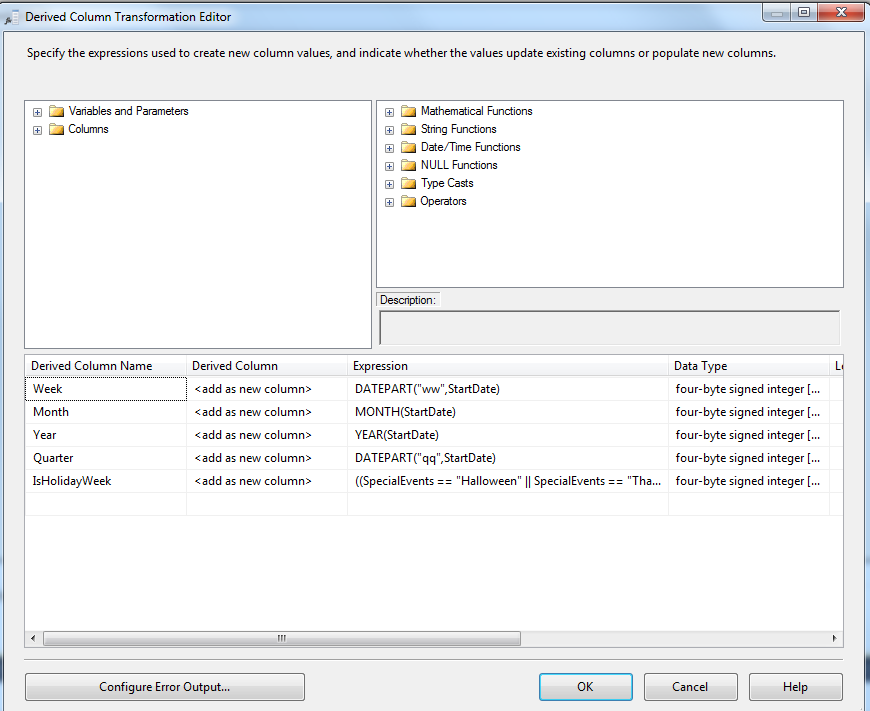 Derived Column Transformation Editor
Specify the expressions used to create new column values, and indicate whether the values update existing columns or populate new columns.
Variables and Parameters
Columns
Mathematical Functions
String Functions
Date/Time Functions
NULL Functions
Type Casts
Operators
Description:
Derived Column Name Derived Column Expression Data Type Le
Week <add as new column> DATEPART("ww",StartDate) four-byte signed integer [...
Month <add as new column> MONTH(StartDate) four-byte signed integer [...
Year <add as new column> YEAR(StartDate) four-byte signed integer [...
Quarter <add as new column> DATEPART("qq",StartDate) four-byte signed integer [...
IsHolidayWeek <add as new column> ((SpecialEvents == "Halloween" || SpecialEvents == "Tha... four-byte signed integer [...
Configure Error Output... OK Cancel Help